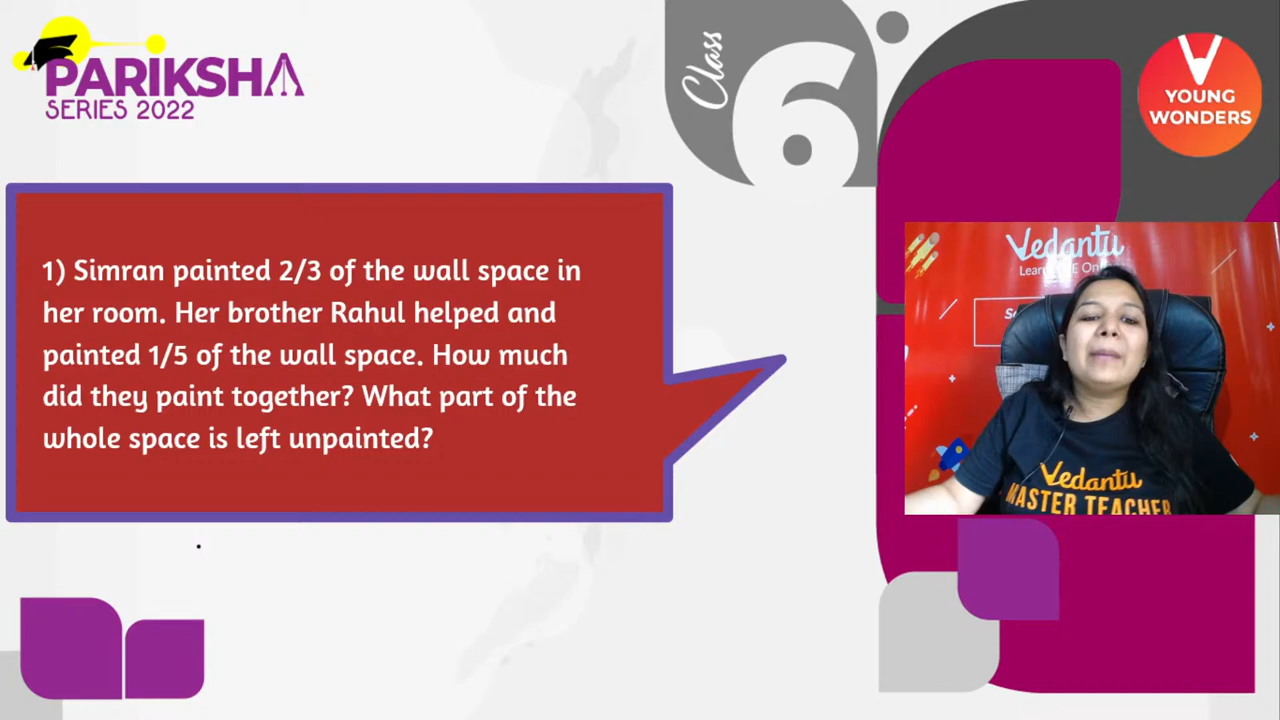 PARIKSHA
SERIES 2022
Class
6
YOUNG
WONDERS
1) Simran painted 2/3 of the wall space in
her room. Her brother Rahul helped and
painted 1/5 of the wall space. How much
did they paint together? What part of the
whole space is left unpainted?
Vedantu
Vedantu
MASTER TEACHER